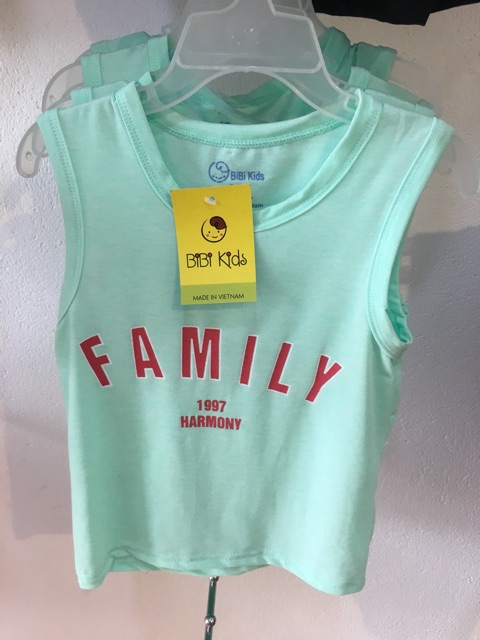 BiBi Kids
BiBi Kids
MADE IN VIETNAM
FAMILY
1997
HARMONY